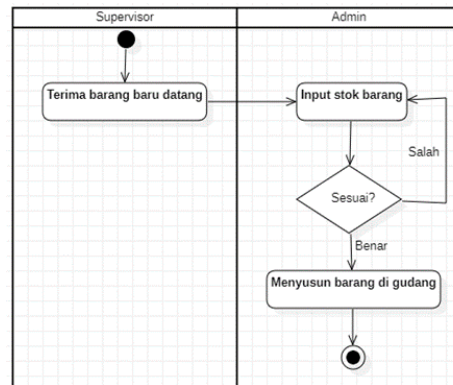 Supervisor
Admin
Terima barang baru datang
Input stok barang
Salah
Sesuai?
Benar
Menyusun barang di gudang